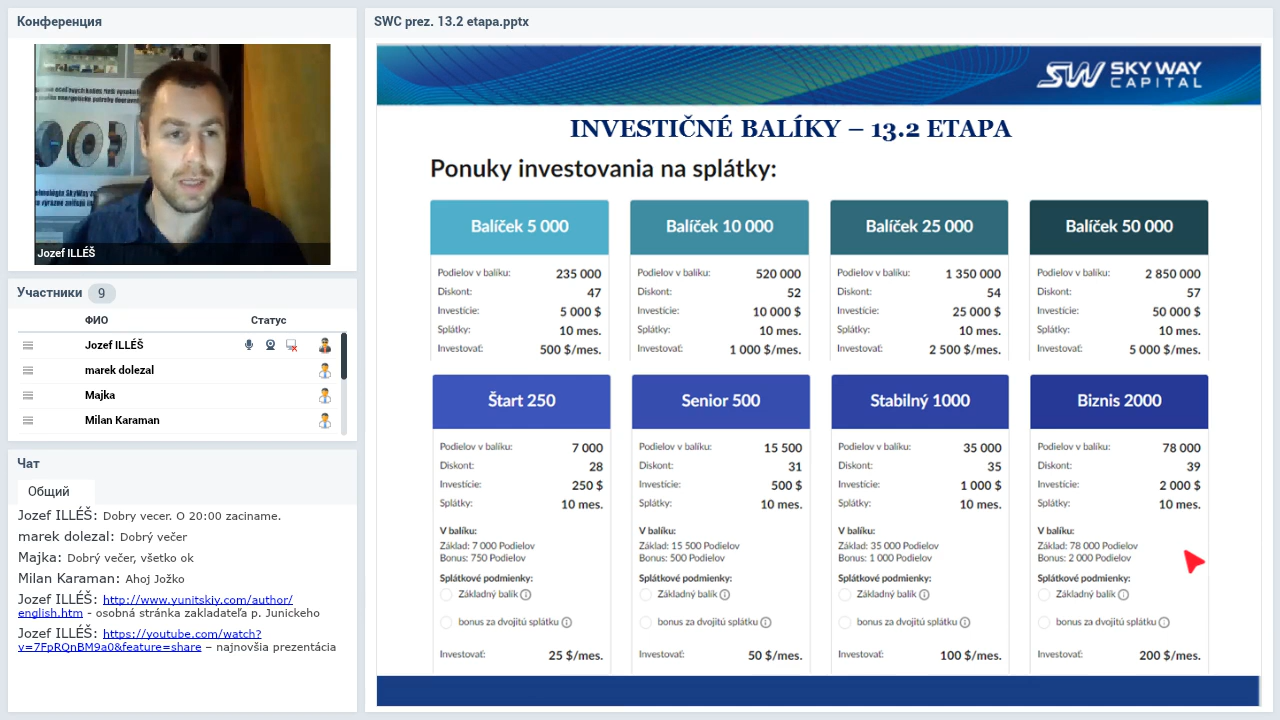 Конференция
Jozef ILLÉŠ
Участники 9
ФИО Статус
Jozef ILLÉŠ
marek dolezal
Majka
Milan Karaman
Чат
Общий
Jozef ILLÉŠ: Dobry vecer. O 20:00 zaciname.
marek dolezal: Dobrý večer
Majka: Dobrý večer, všetko ok
Milan Karaman: Ahoj Jožko
Jozef ILLÉŠ: http://www.yunitskiy.com/author/
english.htm - osobná stránka zakladateľa p. Junickeho
Jozef ILLÉŠ: https://youtube.com/watch?
v=7FpRQnBM9a0&feature=share – najnovšia prezentácia
SWC prez. 13.2 etapa.pptx
SW SKY WAY
CAPITAL
INVESTIČNÉ BALÍKY – 13.2 ETAPA
Ponuky investovania na splátky:
Balíček 5 000
Podielov v balíku: 235 000
Diskont: 47
Investície: 5 000 $
Splátky: 10 mes.
Investovať: 500 $/mes.
Balíček 10 000
Podielov v balíku: 520 000
Diskont: 52
Investície: 10 000 $
Splátky: 10 mes.
Investovať: 1 000 $/mes.
Balíček 25 000
Podielov v balíku: 1 350 000
Diskont: 54
Investície: 25 000 $
Splátky: 10 mes.
Investovať: 2 500 $/mes.
Balíček 50 000
Podielov v balíku: 2 850 000
Diskont: 57
Investície: 50 000 $
Splátky: 10 mes.
Investovať: 5 000 $/mes.
Štart 250
Podielov v balíku: 7 000
Diskont: 28
Investície: 250 $
Splátky: 10 mes.
V balíku:
Základ: 7 000 Podielov
Bonus: 750 Podielov
Splátkové podmienky:
Základný balík
bonus za dvojitú splátku
Investovať: 25 $/mes.
Senior 500
Podielov v balíku: 15 500
Diskont: 31
Investície: 500 $
Splátky: 10 mes.
V balíku:
Základ: 15 500 Podielov
Bonus: 500 Podielov
Splátkové podmienky:
Základný balík
bonus za dvojitú splátku
Investovať: 50 $/mes.
Stabilný 1000
Podielov v balíku: 35 000
Diskont: 35
Investície: 1 000 $
Splátky: 10 mes.
V balíku:
Základ: 35 000 Podielov
Bonus: 1 000 Podielov
Splátkové podmienky:
Základný balík
bonus za dvojitú splátku
Investovať: 100 $/mes.
Biznis 2000
Podielov v balíku: 78 000
Diskont: 39
Investície: 2 000 $
Splátky: 10 mes.
V balíku:
Základ: 78 000 Podielov
Bonus: 2 000 Podielov
Splátkové podmienky:
Základný balík
bonus za dvojitú splátku
Investovať: 200 $/mes.